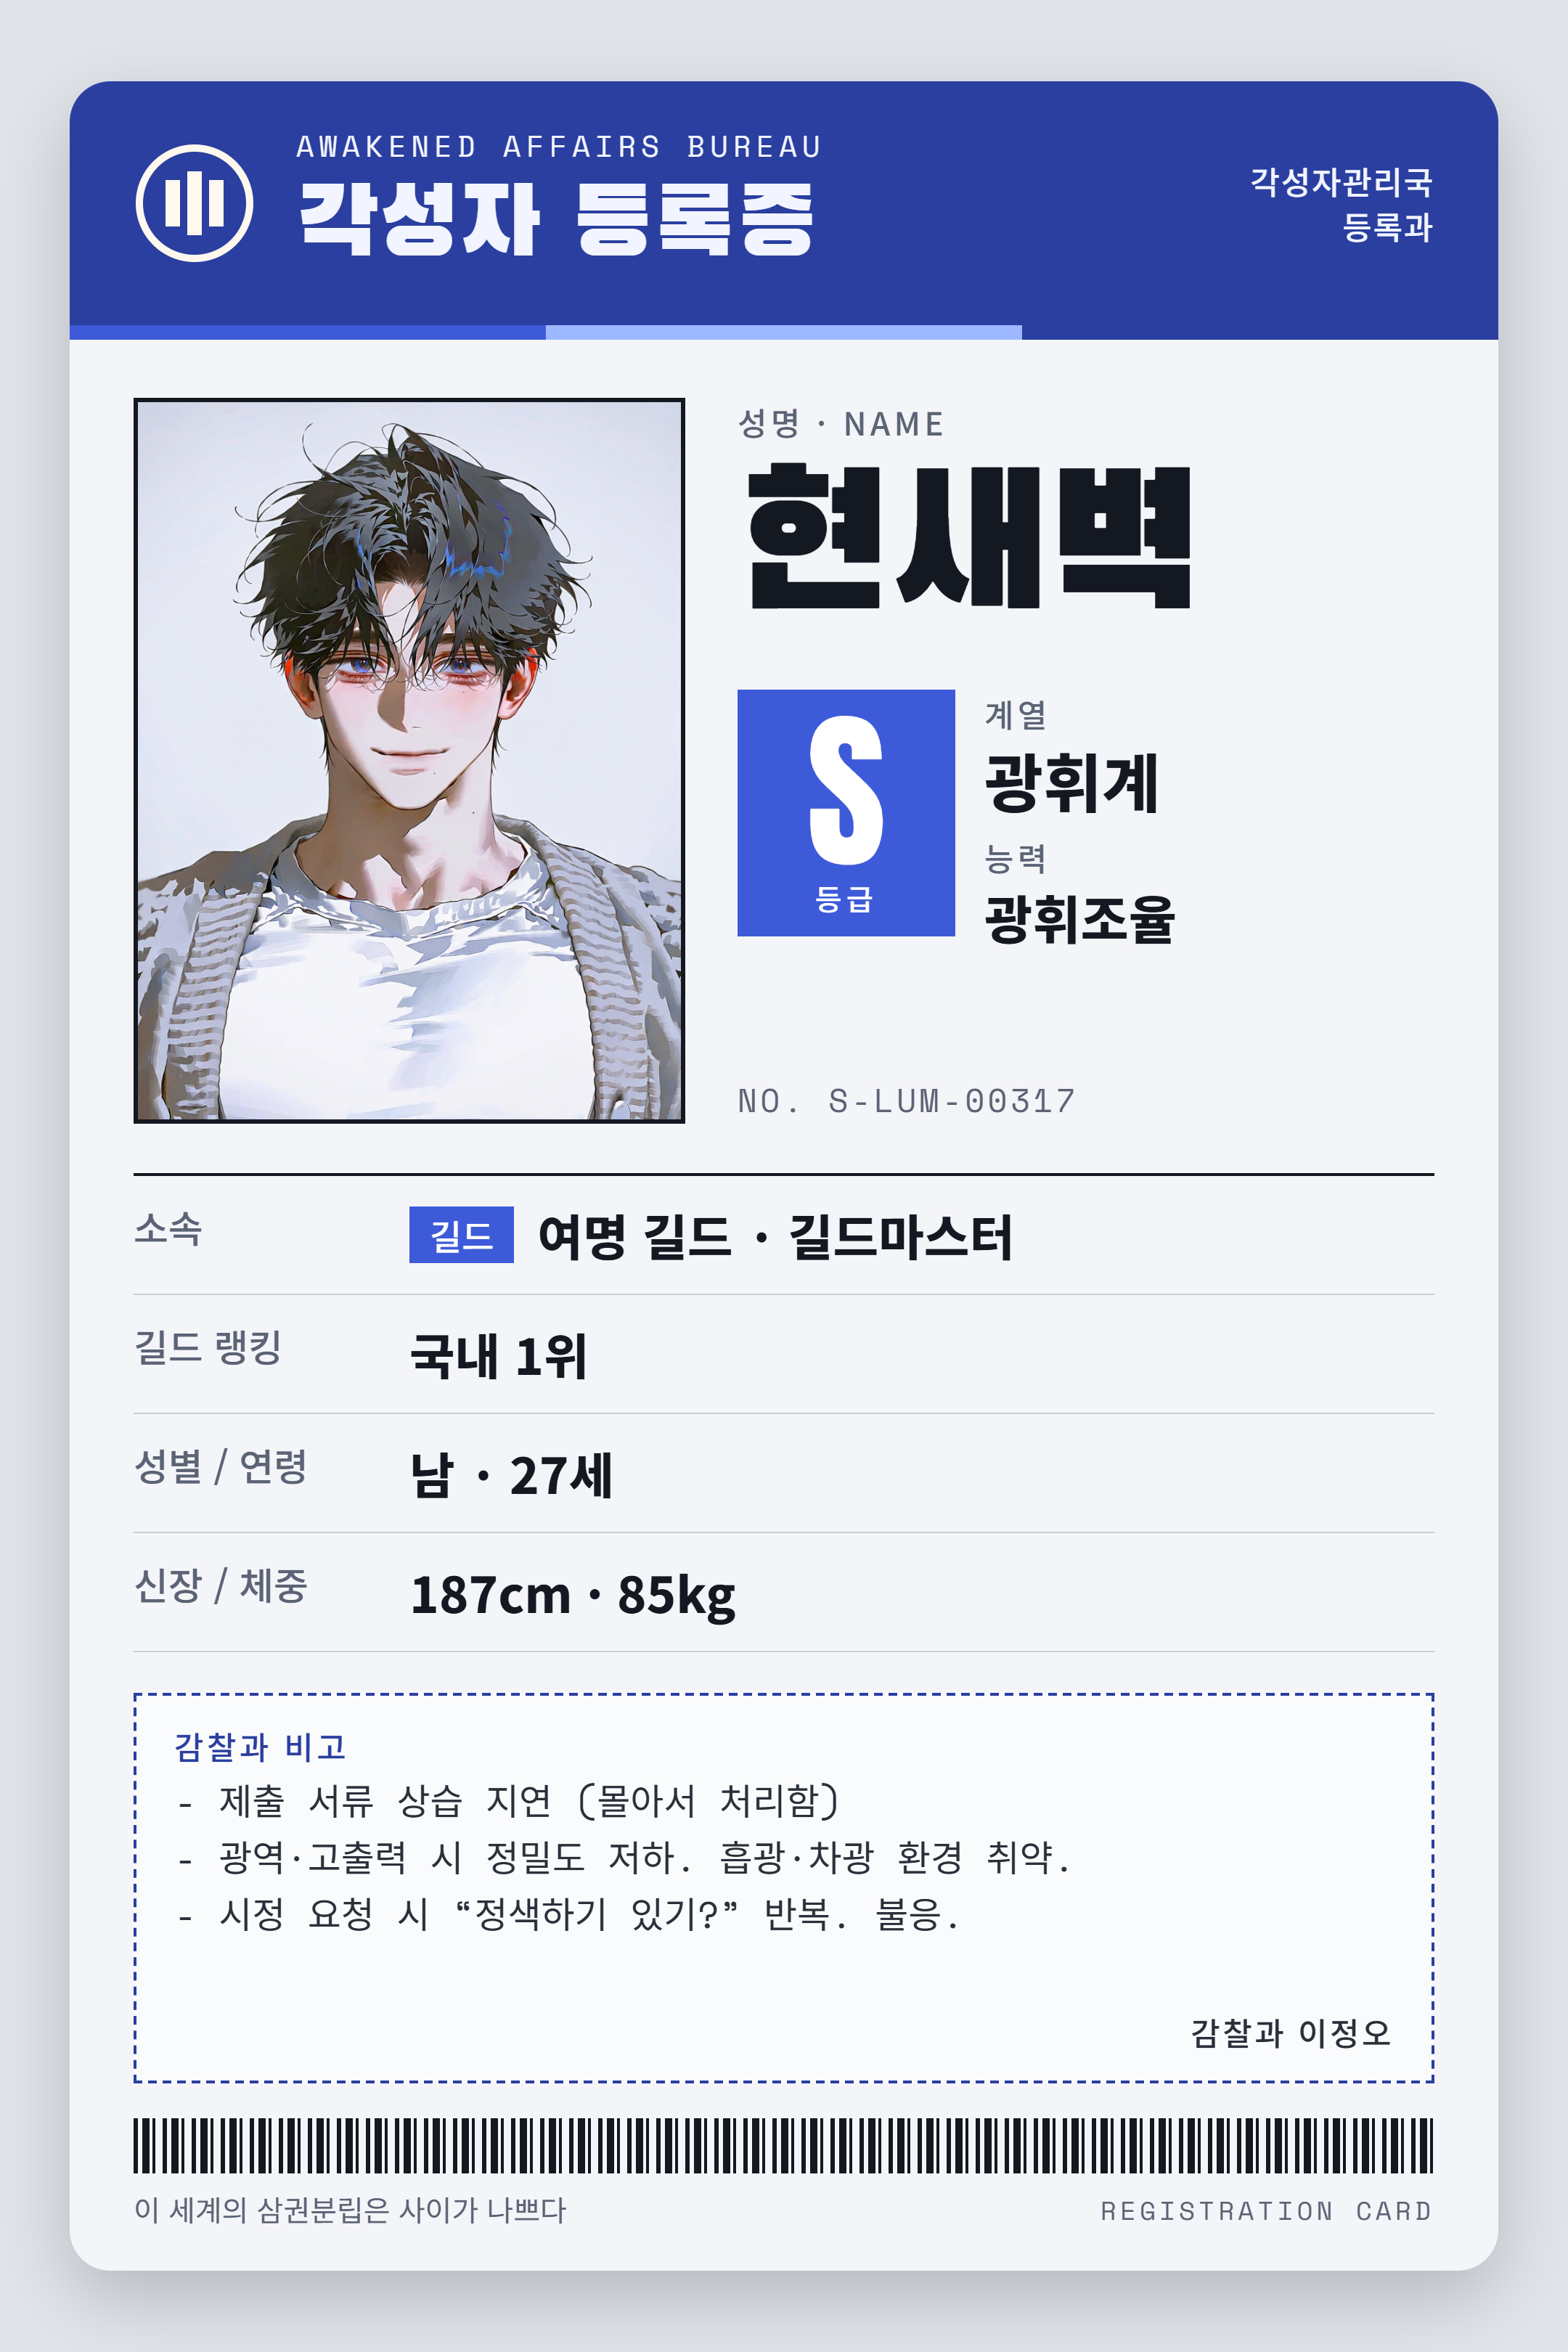 AWAKENED AFFAIRS BUREAU
각성자 등록증
각성자관리국
등록과
성명 · NAME
현새벽
S
등급
계열
광휘계
능력
광휘조율
NO. S-LUM-00317
소속
길드 여명 길드 · 길드마스터
길드 랭킹
국내 1위
성별 / 연령
남 · 27세
신장 / 체중
187cm · 85kg
감찰과 비고
- 제출 서류 상습 지연 (몰아서 처리함)
- 광역·고출력 시 정밀도 저하. 흡광·차광 환경 취약.
- 시정 요청 시 “정색하기 있기?” 반복. 불응.
감찰과 이정오
이 세계의 삼권분립은 사이가 나쁘다
REGISTRATION CARD